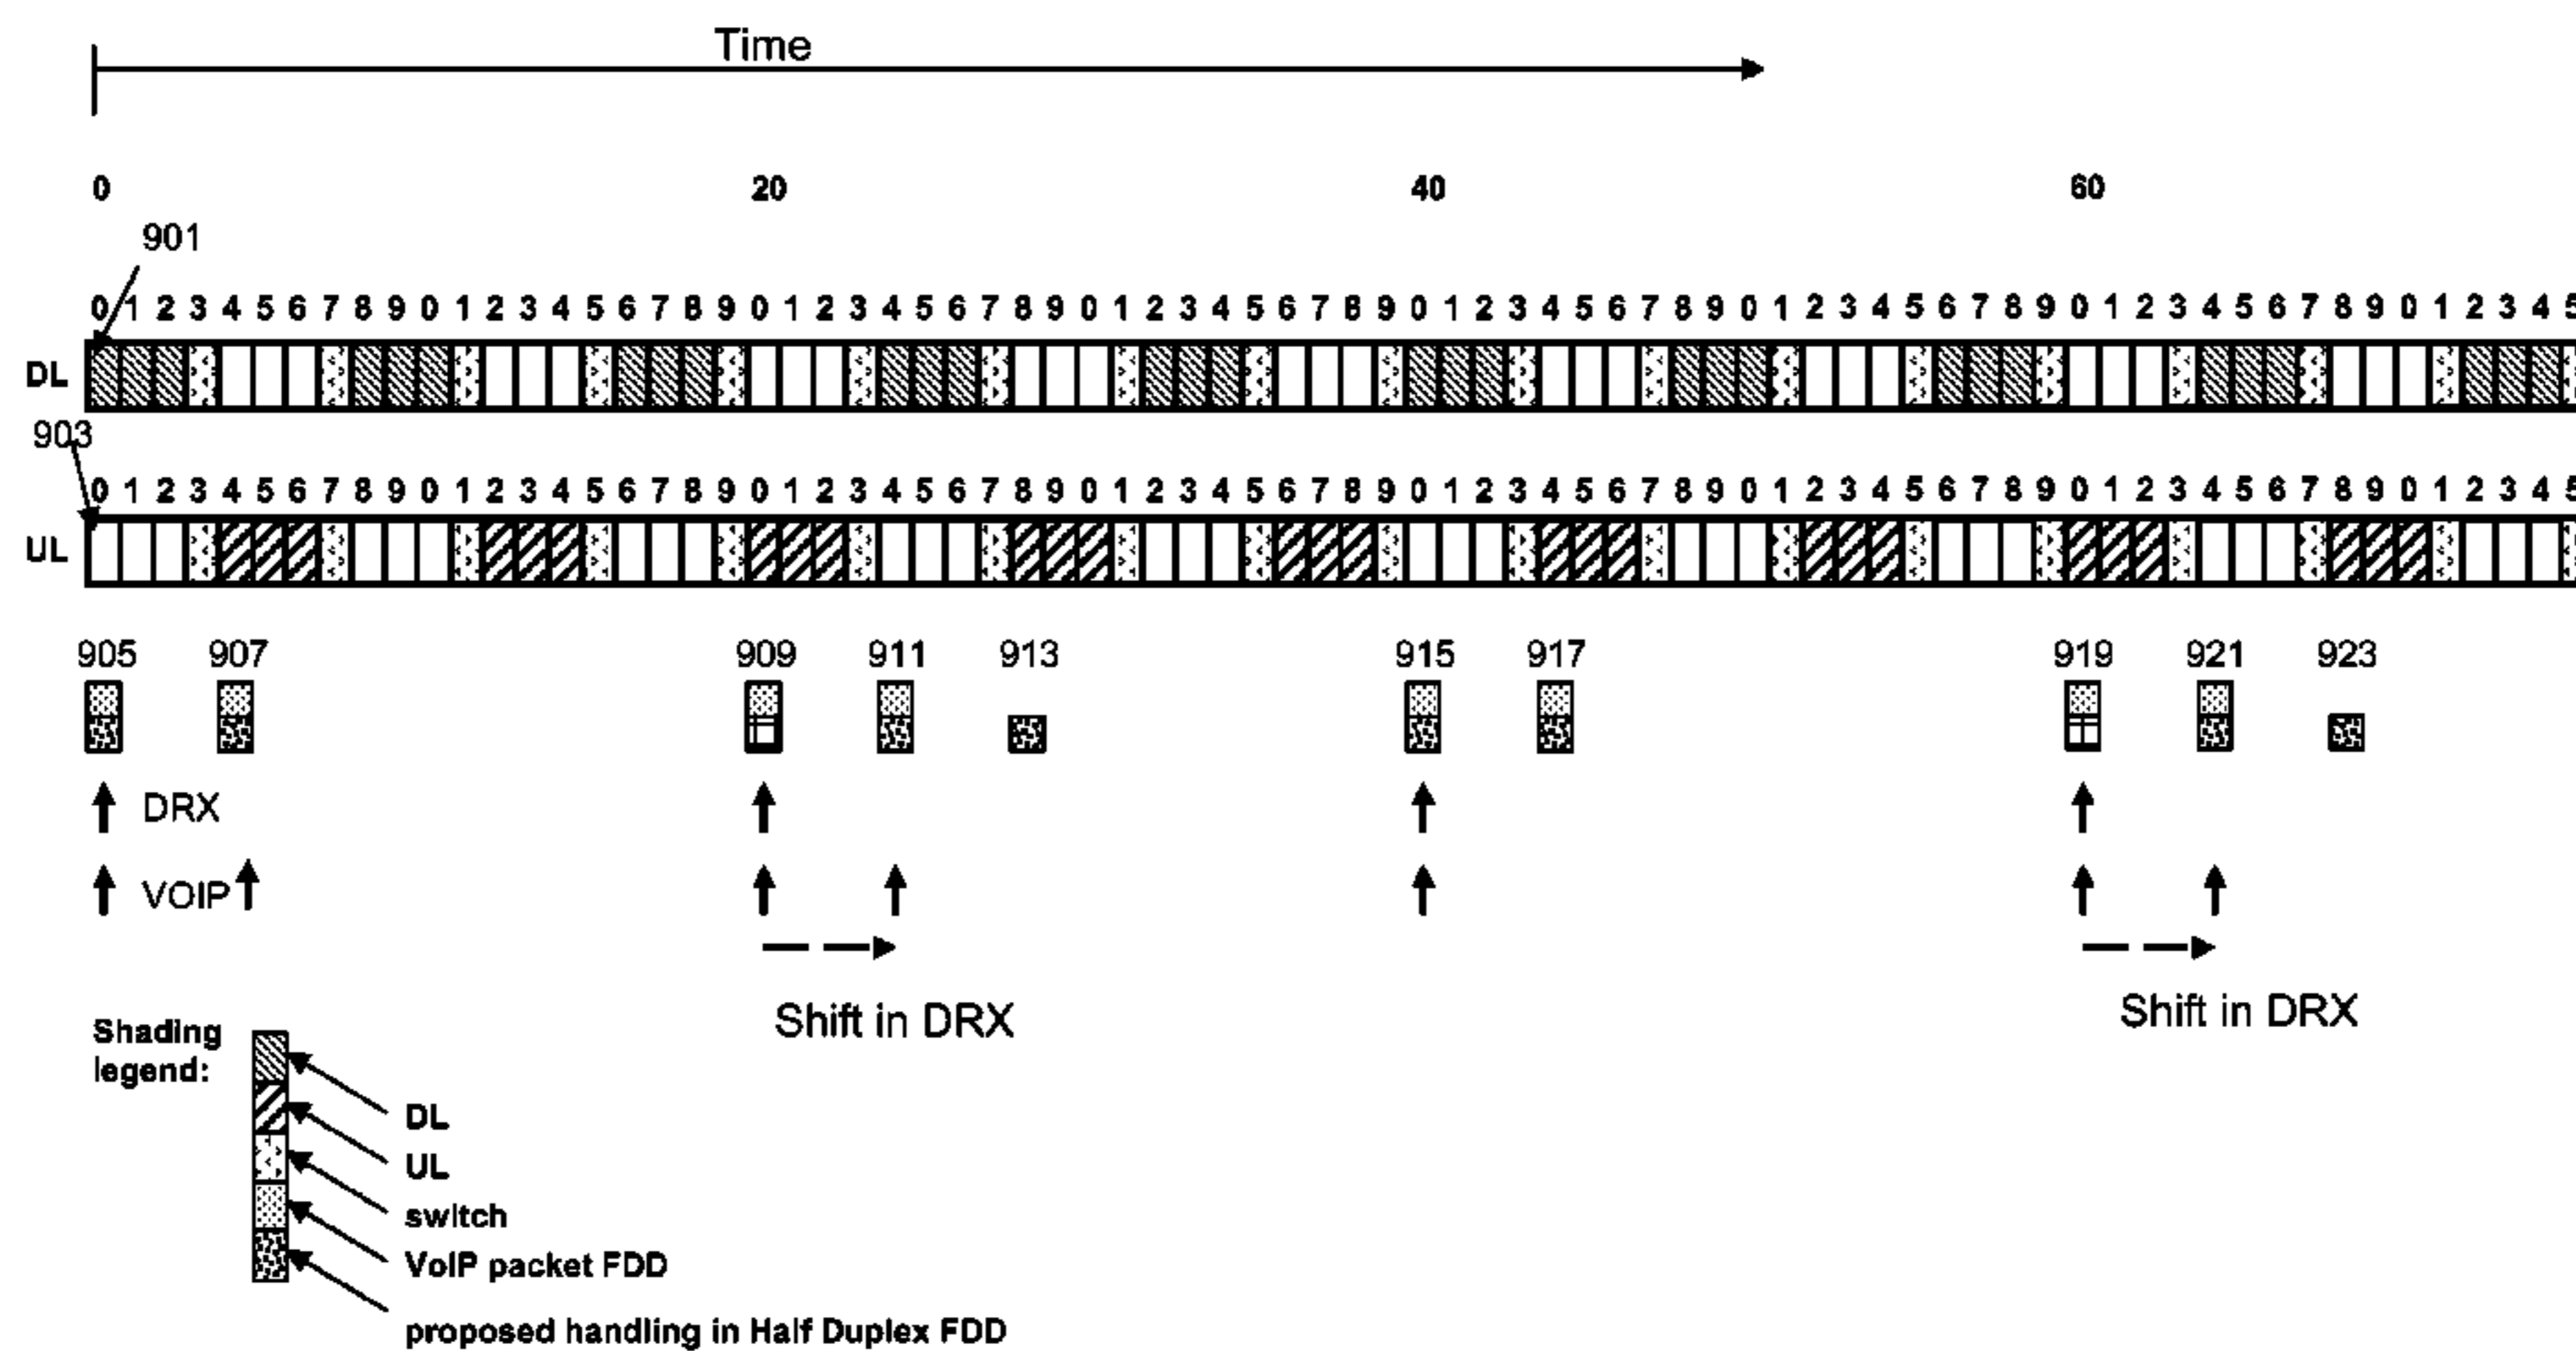 Time
0 20 40 60
901
0 1 2 3 4 5 6 7 8 9 0 1 2 3 4 5 6 7 8 9 0 1 2 3 4 5 6 7 8 9 0 1 2 3 4 5 6 7 8 9 0 1 2 3 4 5 6 7 8 9 0 1 2 3 4 5 6 7 8 9 0 1 2 3 4 5 6 7 8 9 0 1 2 3 4 5
DL
903
0 1 2 3 4 5 6 7 8 9 0 1 2 3 4 5 6 7 8 9 0 1 2 3 4 5 6 7 8 9 0 1 2 3 4 5 6 7 8 9 0 1 2 3 4 5 6 7 8 9 0 1 2 3 4 5 6 7 8 9 0 1 2 3 4 5 6 7 8 9 0 1 2 3 4 5
UL
905 907 909 911 913 915 917 919 921 923
DRX
VOIP
Shift in DRX
Shift in DRX
Shading
legend:
DL
UL
switch
VoIP packet FDD
proposed handling in Half Duplex FDD